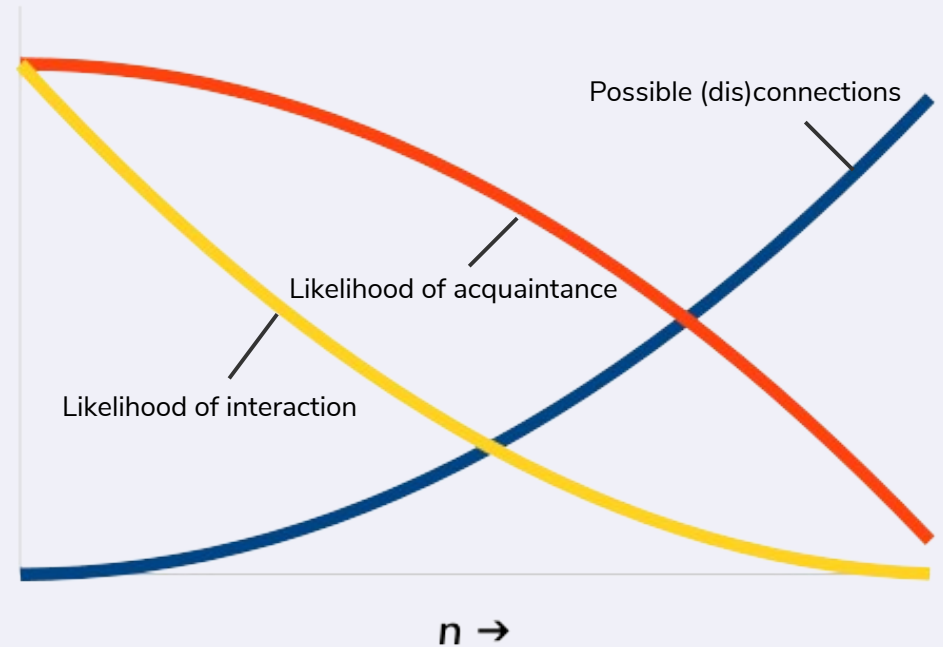 Possible (dis)connections
Likelihood of acquaintance
Likelihood of interaction
n →